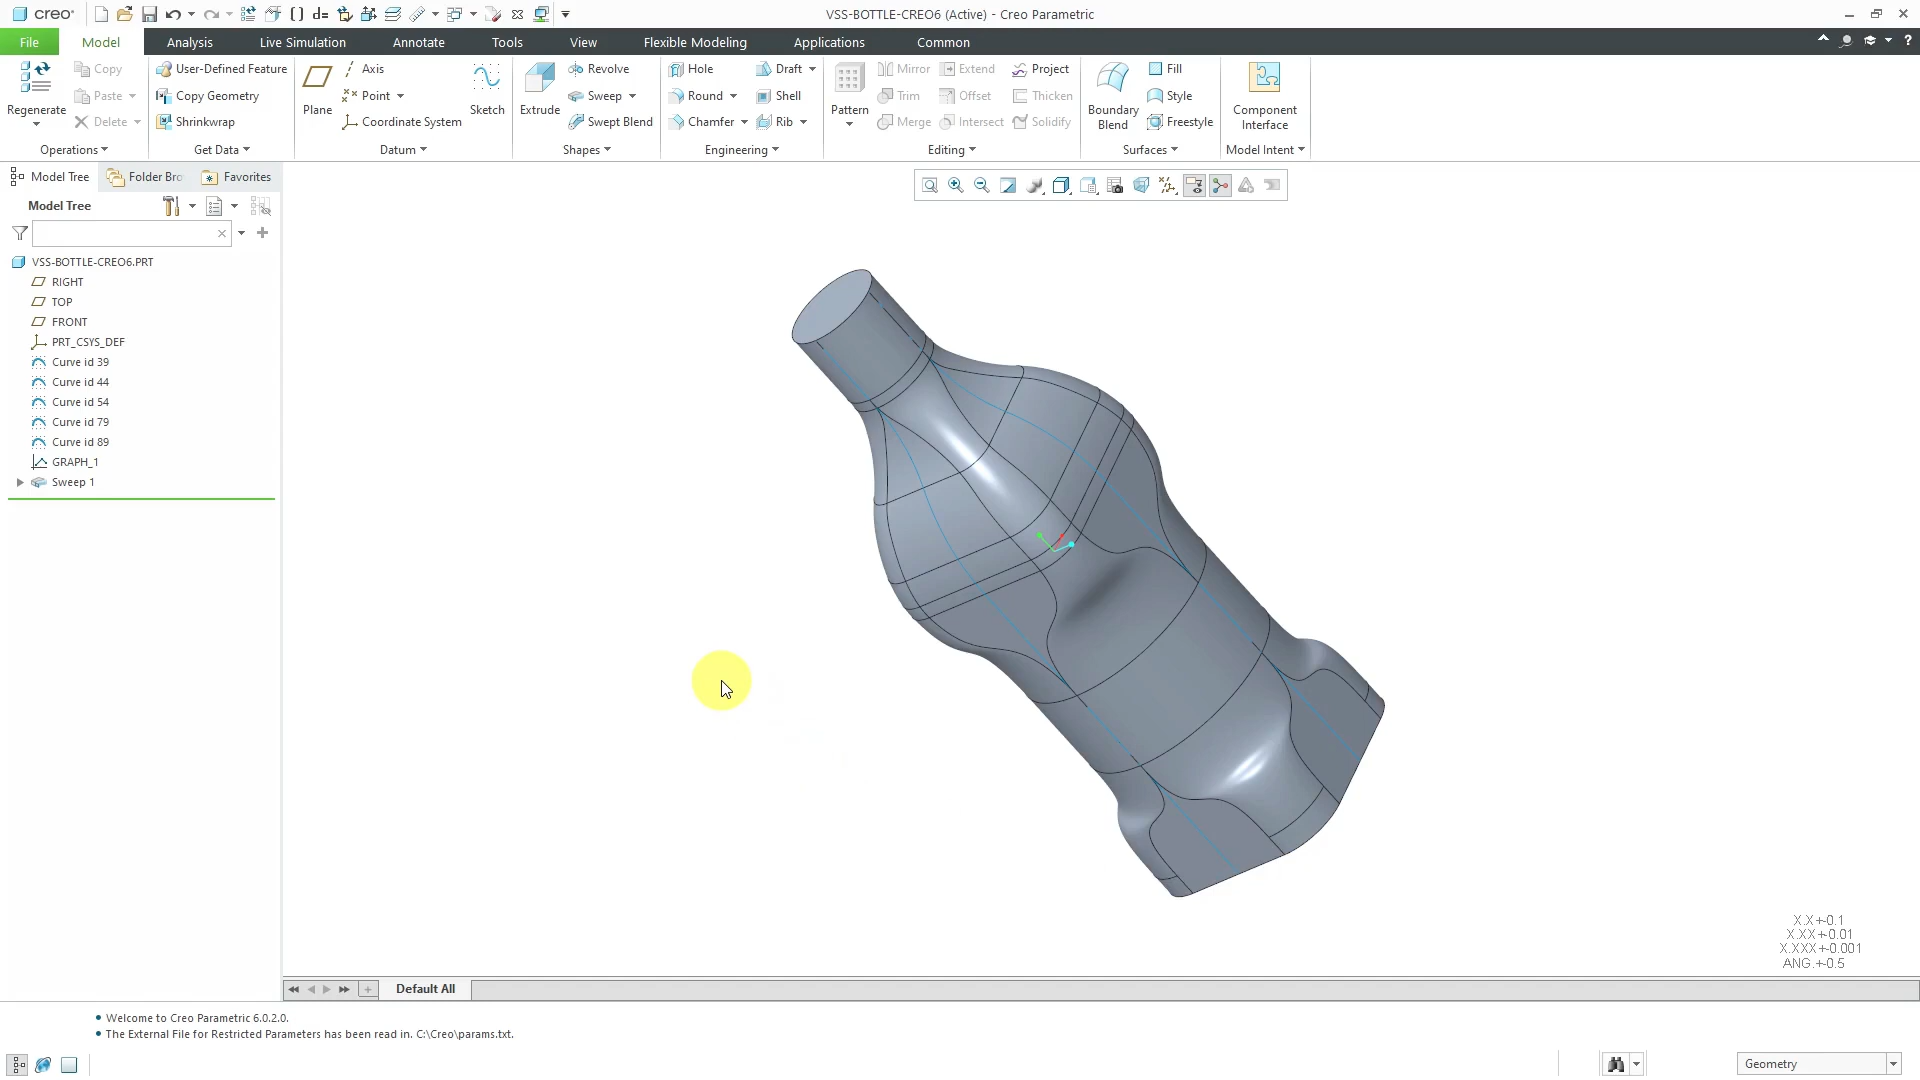 creo° VSS-BOTTLE-CREO6 (Active) - Creo Parametric
File Model Analysis Live Simulation Annotate Tools View Flexible Modeling Applications Common
Regenerate
Copy
Paste
Delete
Operations
User-Defined Feature
Copy Geometry
Shrinkwrap
Get Data
Plane
Axis
Point
Coordinate System
Sketch
Datum
Extrude
Revolve
Sweep
Swept Blend
Shapes
Hole
Round
Chamfer
Draft
Shell
Rib
Engineering
Pattern
Mirror
Trim
Merge
Extend
Offset
Intersect
Project
Thicken
Solidify
Editing
Boundary
Blend
Fill
Style
Freestyle
Surfaces
Component
Interface
Model Intent
Model Tree Folder Bro Favorites
Model Tree
VSS-BOTTLE-CREO6.PRT
RIGHT
TOP
FRONT
PRT_CSYS_DEF
Curve id 39
Curve id 44
Curve id 54
Curve id 79
Curve id 89
GRAPH_1
Sweep 1
X.X+-0.1
X.XX+-0.01
X.XXX+-0.001
ANG.+-0.5
Default All
• Welcome to Creo Parametric 6.0.2.0.
• The External File for Restricted Parameters has been read in. C:\Creo\params.txt.
Geometry